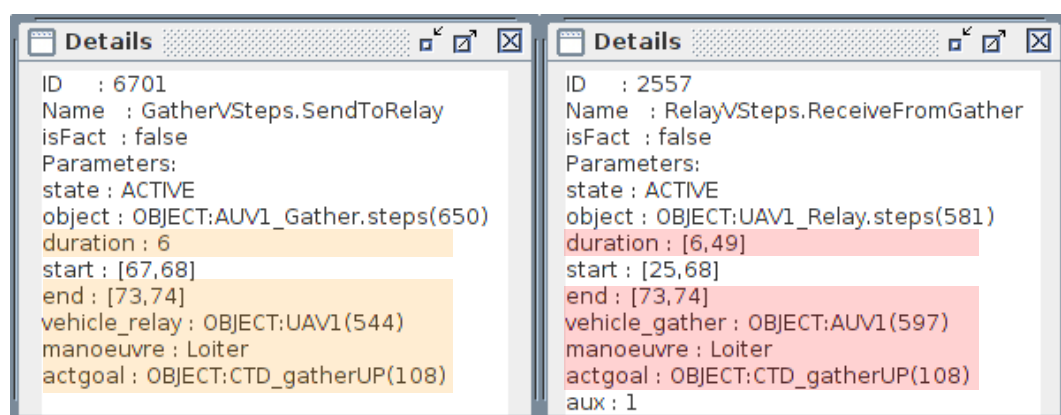 Details
ID    : 6701
Name  : GatherVSteps.SendToRelay
isFact  : false
Parameters:
state : ACTIVE
object : OBJECT:AUV1_Gather.steps(650)
duration : 6
start : [67,68]
end : [73,74]
vehicle_relay : OBJECT:UAV1(544)
manoeuvre : Loiter
actgoal : OBJECT:CTD_gatherUP(108)
Details
ID    : 2557
Name  : RelayVSteps.ReceiveFromGather
isFact  : false
Parameters:
state : ACTIVE
object : OBJECT:UAV1_Relay.steps(581)
duration : [6,49]
start : [25,68]
end : [73,74]
vehicle_gather : OBJECT:AUV1(597)
manoeuvre : Loiter
actgoal : OBJECT:CTD_gatherUP(108)
aux : 1